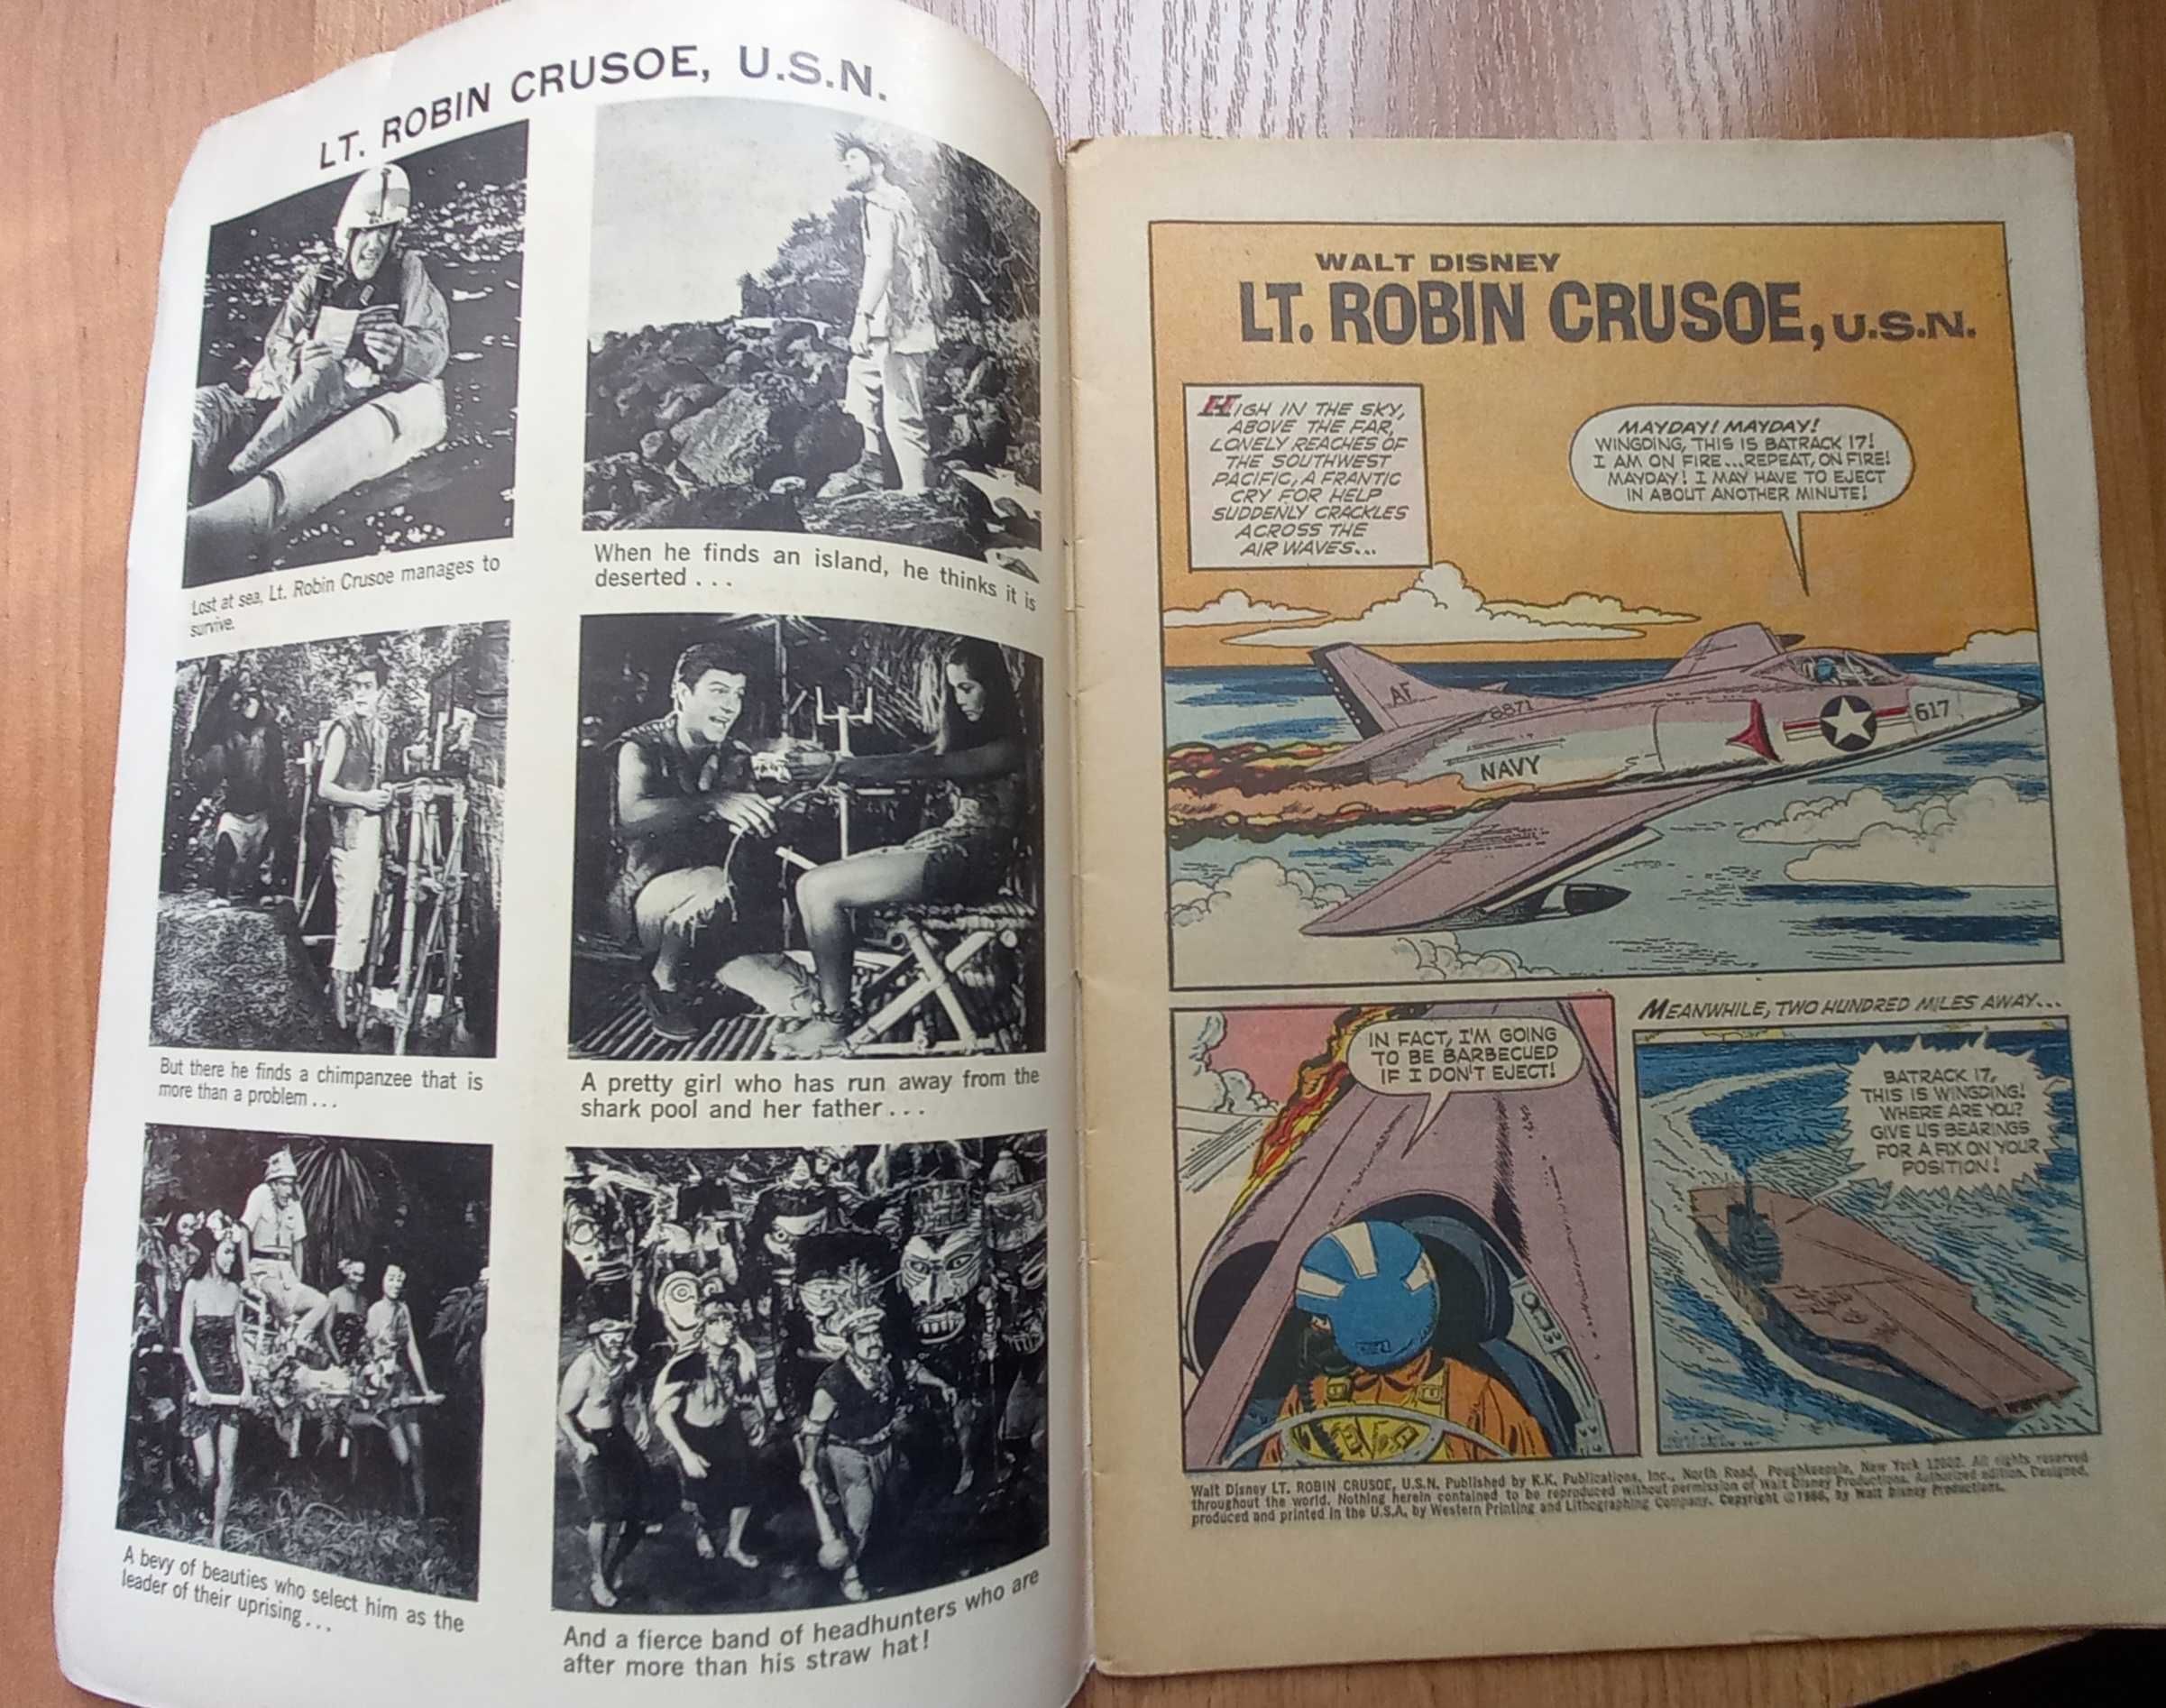 LT. ROBIN CRUSOE, U.S.N.
Lost at sea, Lt. Robin Crusoe manages to
survive.
When he finds an island, he thinks it is
deserted . . .
But there he finds a chimpanzee that is
more than a problem . . .
A pretty girl who has run away from the
shark pool and her father . . .
A bevy of beauties who select him as the
leader of their uprising . . .
And a fierce band of headhunters who are
after more than his straw hat!
WALT DISNEY
LT. ROBIN CRUSOE, U.S.N.
HIGH IN THE SKY,
ABOVE THE FAR,
LONELY REACHES OF
THE SOUTHWEST
PACIFIC, A FRANTIC
CRY FOR HELP
SUDDENLY CRACKLES
ACROSS THE
AIR WAVES...
MAYDAY! MAYDAY!
WINGDING, THIS IS BATRACK 17!
I AM ON FIRE...REPEAT, ON FIRE!
MAYDAY! I MAY HAVE TO EJECT
IN ABOUT ANOTHER MINUTE!
AF
8871
NAVY
617
IN FACT, I'M GOING
TO BE BARBECUED
IF I DON'T EJECT!
MEANWHILE, TWO HUNDRED MILES AWAY...
BATRACK 17,
THIS IS WINGDING!
WHERE ARE YOU?
GIVE US BEARINGS
FOR A FIX ON YOUR
POSITION!
Walt Disney LT. ROBIN CRUSOE, U.S.N. Published by K.K. Publications, Inc., North Road, Poughkeepsie, New York All rights reserved
throughout the world. Nothing herein contained to be reproduced without permission of Walt Disney Productions. Authorized edition. Designed,
produced and printed in the U.S.A. by Western Printing and Lithographing Company. Copyright © 1966, by Walt Disney Productions.